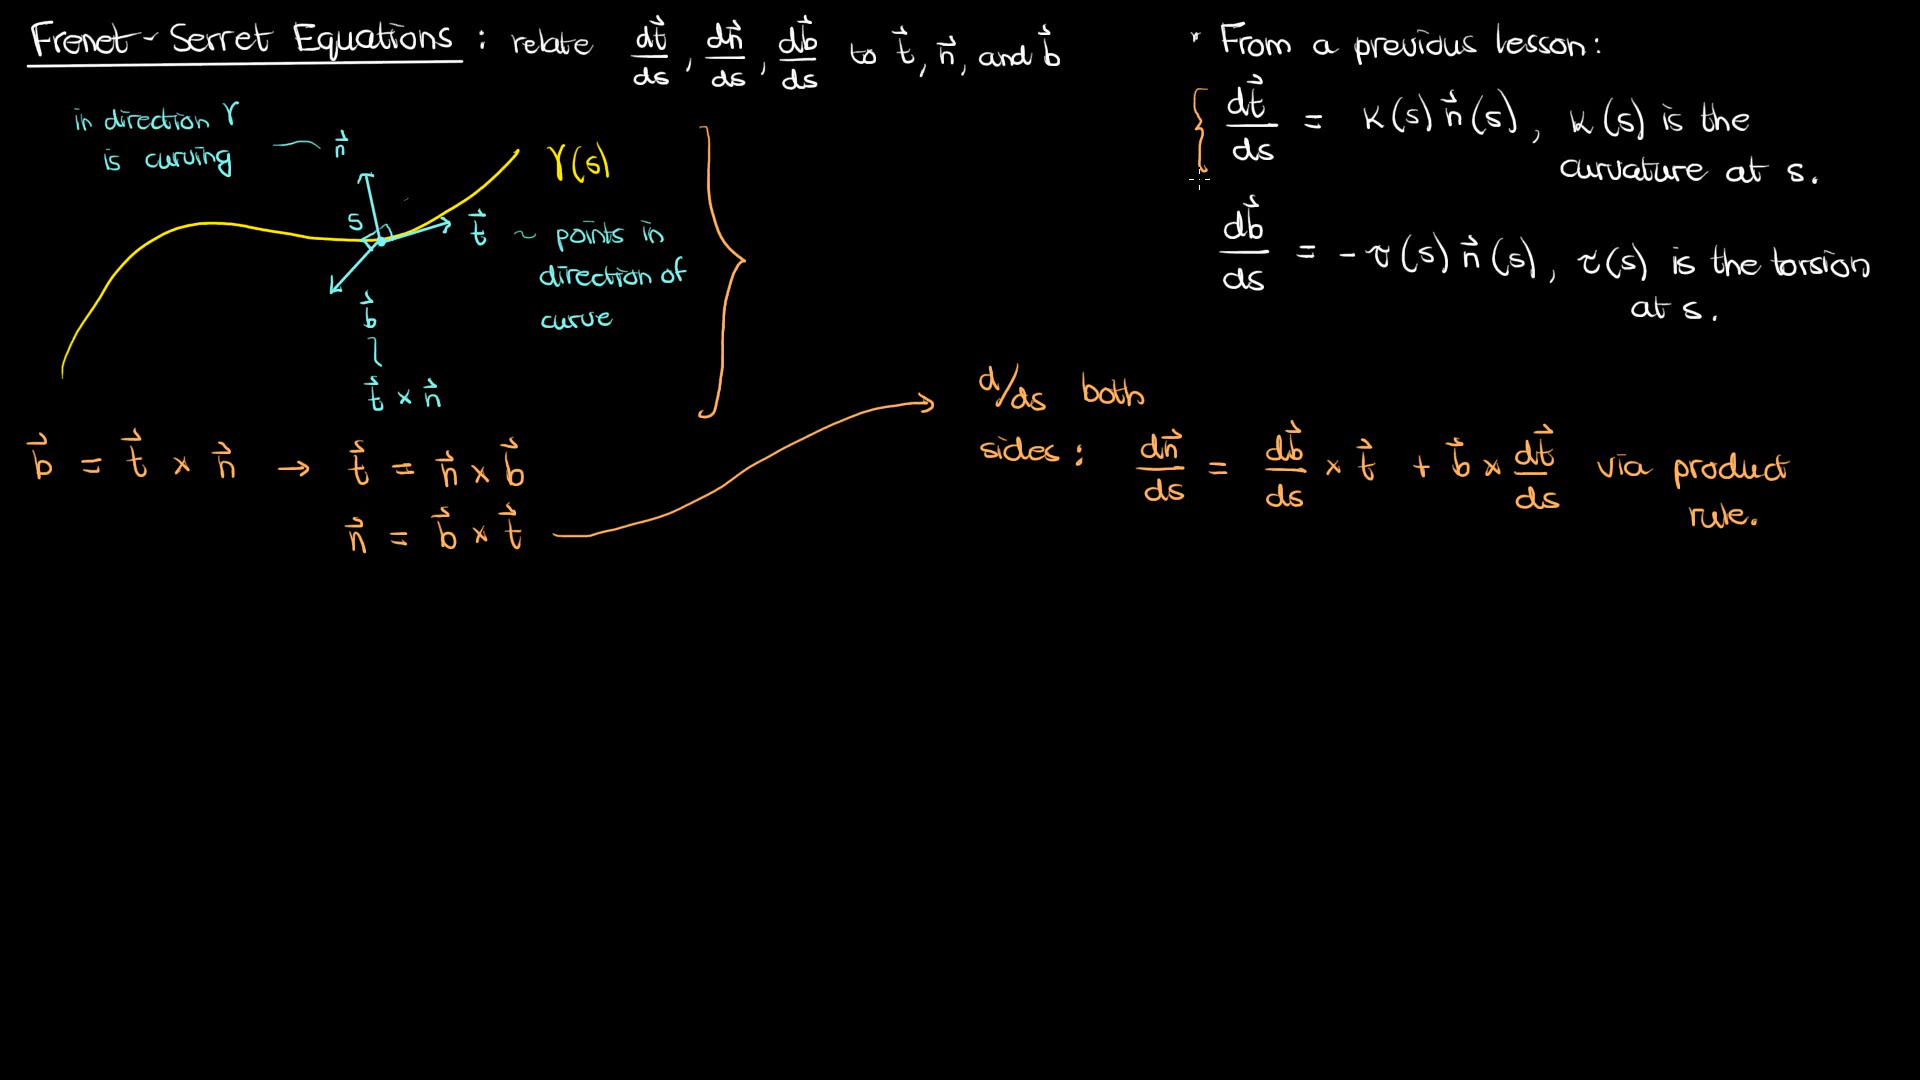 Frenet-Serret Equations : relate dt⃗/ds, dn⃗/ds, db⃗/ds to t⃗, n⃗, and b⃗
in direction γ
is curving
n⃗
γ(s)
s
t⃗ ~ points in
direction of
curve
b⃗
t⃗ × n⃗
b⃗ = t⃗ × n⃗ → t⃗ = n⃗ × b⃗
n⃗ = b⃗ × t⃗
* From a previous lesson:
dt⃗/ds = κ(s) n⃗(s), κ(s) is the
curvature at s.
db⃗/ds = -τ(s) n⃗(s), τ(s) is the torsion
at s.
d/ds both
sides: dn⃗/ds = db⃗/ds × t⃗ + b⃗ × dt⃗/ds via product
rule.